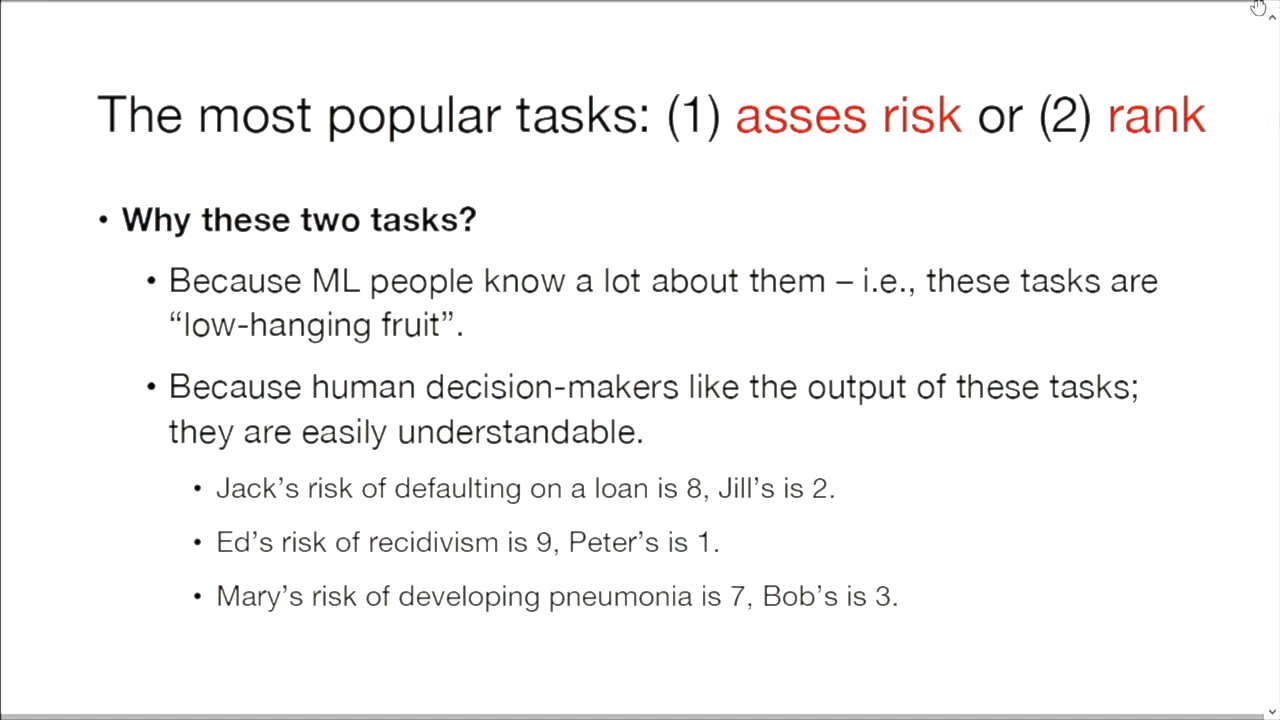 The most popular tasks: (1) asses risk or (2) rank
• Why these two tasks?
• Because ML people know a lot about them – i.e., these tasks are
“low-hanging fruit”.
• Because human decision-makers like the output of these tasks;
they are easily understandable.
• Jack’s risk of defaulting on a loan is 8, Jill’s is 2.
• Ed’s risk of recidivism is 9, Peter’s is 1.
• Mary’s risk of developing pneumonia is 7, Bob’s is 3.